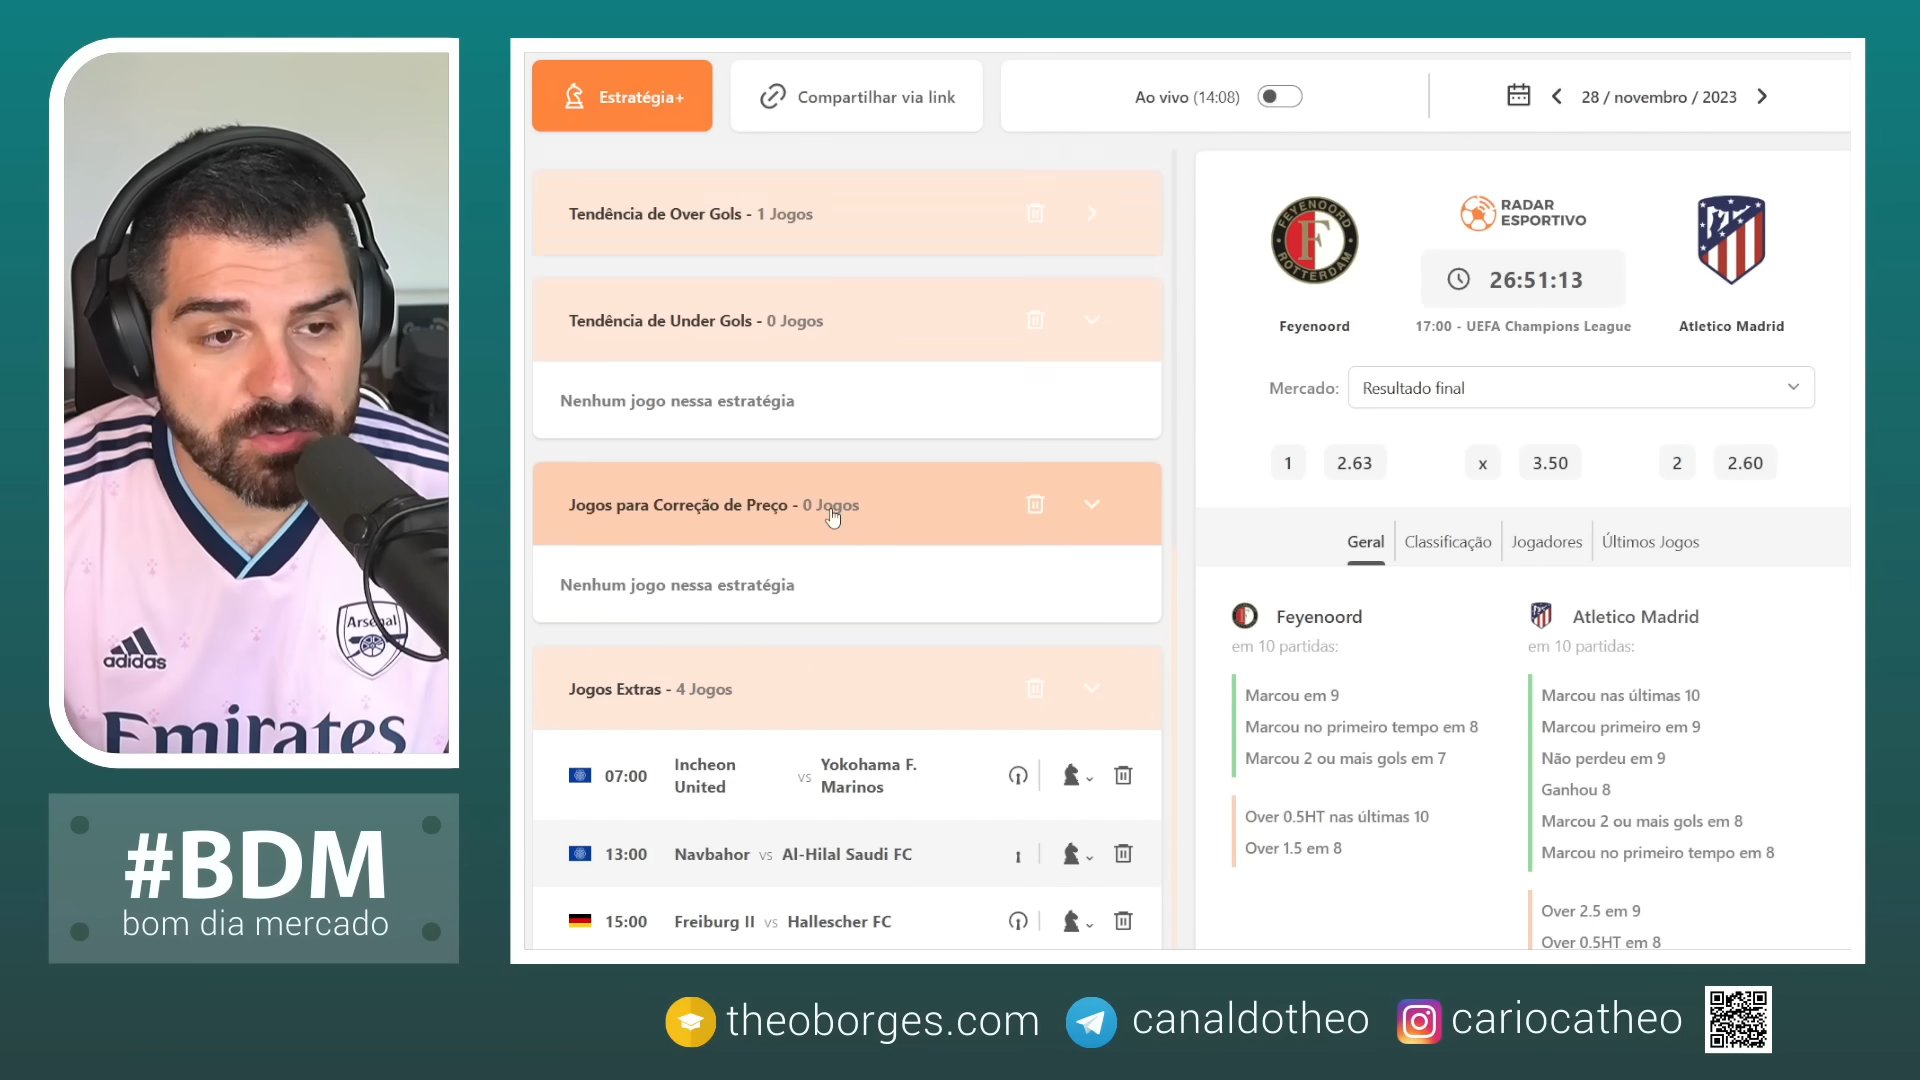 Estratégia+
Compartilhar via link
Ao vivo (14:08)
28 / novembro / 2023
Tendência de Over Gols - 1 Jogos
Tendência de Under Gols - 0 Jogos
Nenhum jogo nessa estratégia
Jogos para Correção de Preço - 0 Jogos
Nenhum jogo nessa estratégia
Jogos Extras - 4 Jogos
07:00 Incheon United vs Yokohama F. Marinos
13:00 Navbahor vs Al-Hilal Saudi FC
15:00 Freiburg II vs Hallescher FC
FEYENOORD
F
ROTTERDAM
RADAR
ESPORTIVO
26:51:13
Feyenoord
17:00 - UEFA Champions League
Atletico Madrid
Mercado: Resultado final
1 2.63 x 3.50 2 2.60
Geral Classificação Jogadores Últimos Jogos
Feyenoord
em 10 partidas:
Marcou em 9
Marcou no primeiro tempo em 8
Marcou 2 ou mais gols em 7
Over 0.5HT nas últimas 10
Over 1.5 em 8
Atletico Madrid
em 10 partidas:
Marcou nas últimas 10
Marcou primeiro em 9
Não perdeu em 9
Ganhou 8
Marcou 2 ou mais gols em 8
Marcou no primeiro tempo em 8
Over 2.5 em 9
Over 0.5HT em 8
adidas
Arsenal
Emirates
#BDM
bom dia mercado
theoborges.com
canaldotheo
cariocatheo